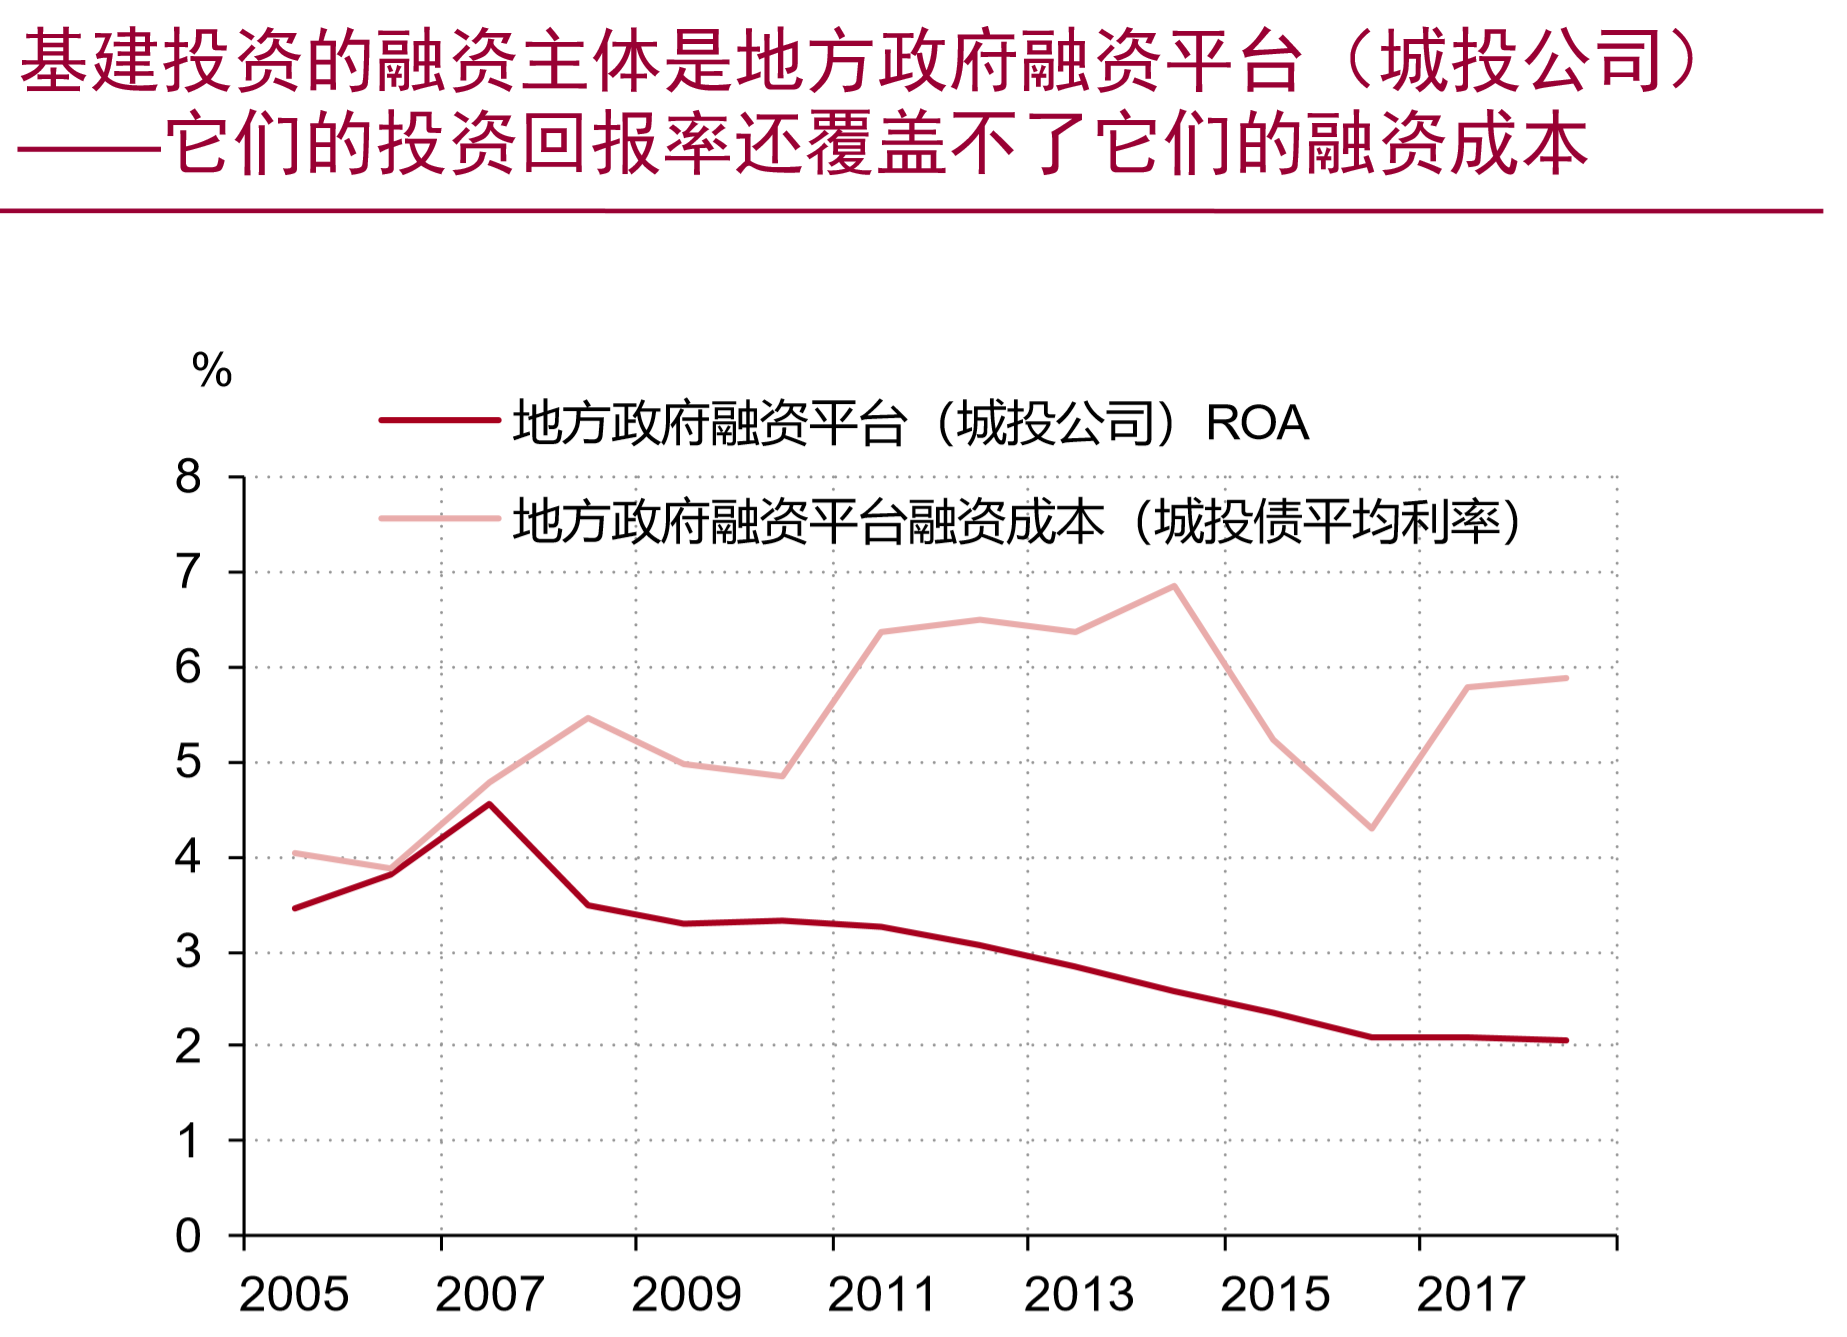 基建投资的融资主体是地方政府融资平台（城投公司）
——它们的投资回报率还覆盖不了它们的融资成本
%
地方政府融资平台（城投公司）ROA
地方政府融资平台融资成本（城投债平均利率）
8
7
6
5
4
3
2
1
0
2005 2007 2009 2011 2013 2015 2017